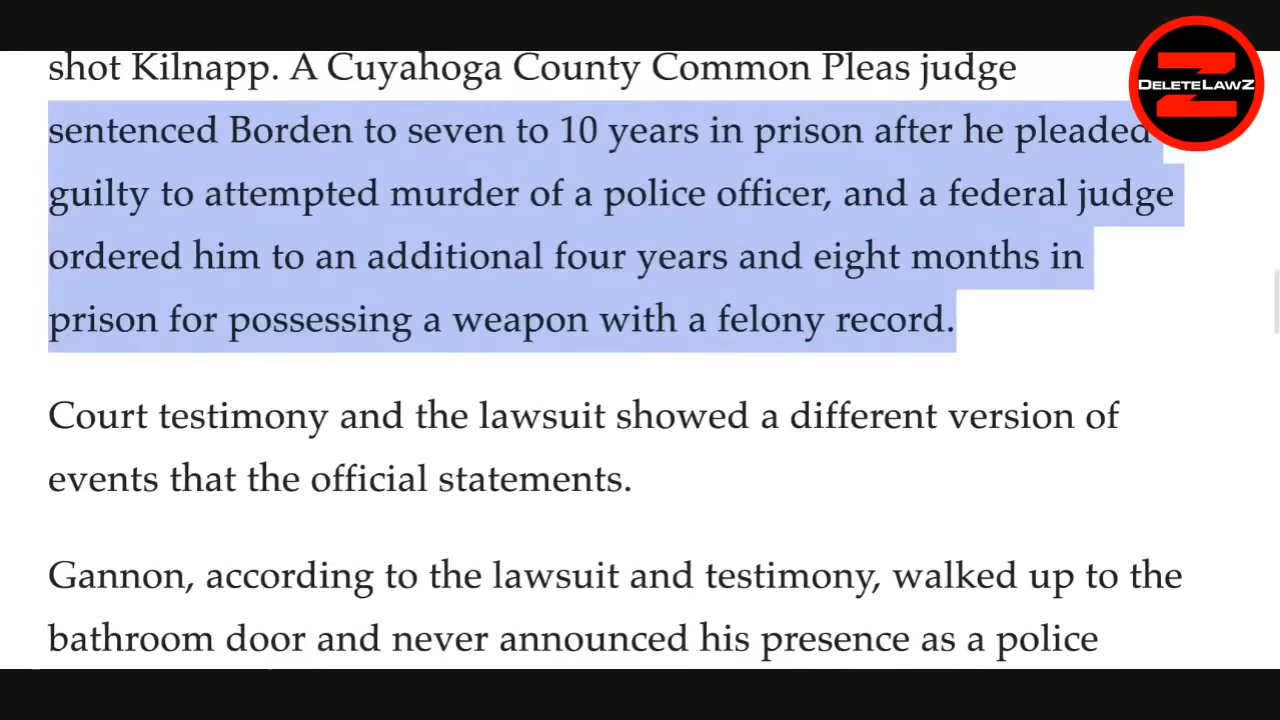 shot Kilnapp. A Cuyahoga County Common Pleas judge
DELETELAWZ
sentenced Borden to seven to 10 years in prison after he pleaded
guilty to attempted murder of a police officer, and a federal judge
ordered him to an additional four years and eight months in
prison for possessing a weapon with a felony record.
Court testimony and the lawsuit showed a different version of
events that the official statements.
Gannon, according to the lawsuit and testimony, walked up to the
bathroom door and never announced his presence as a police